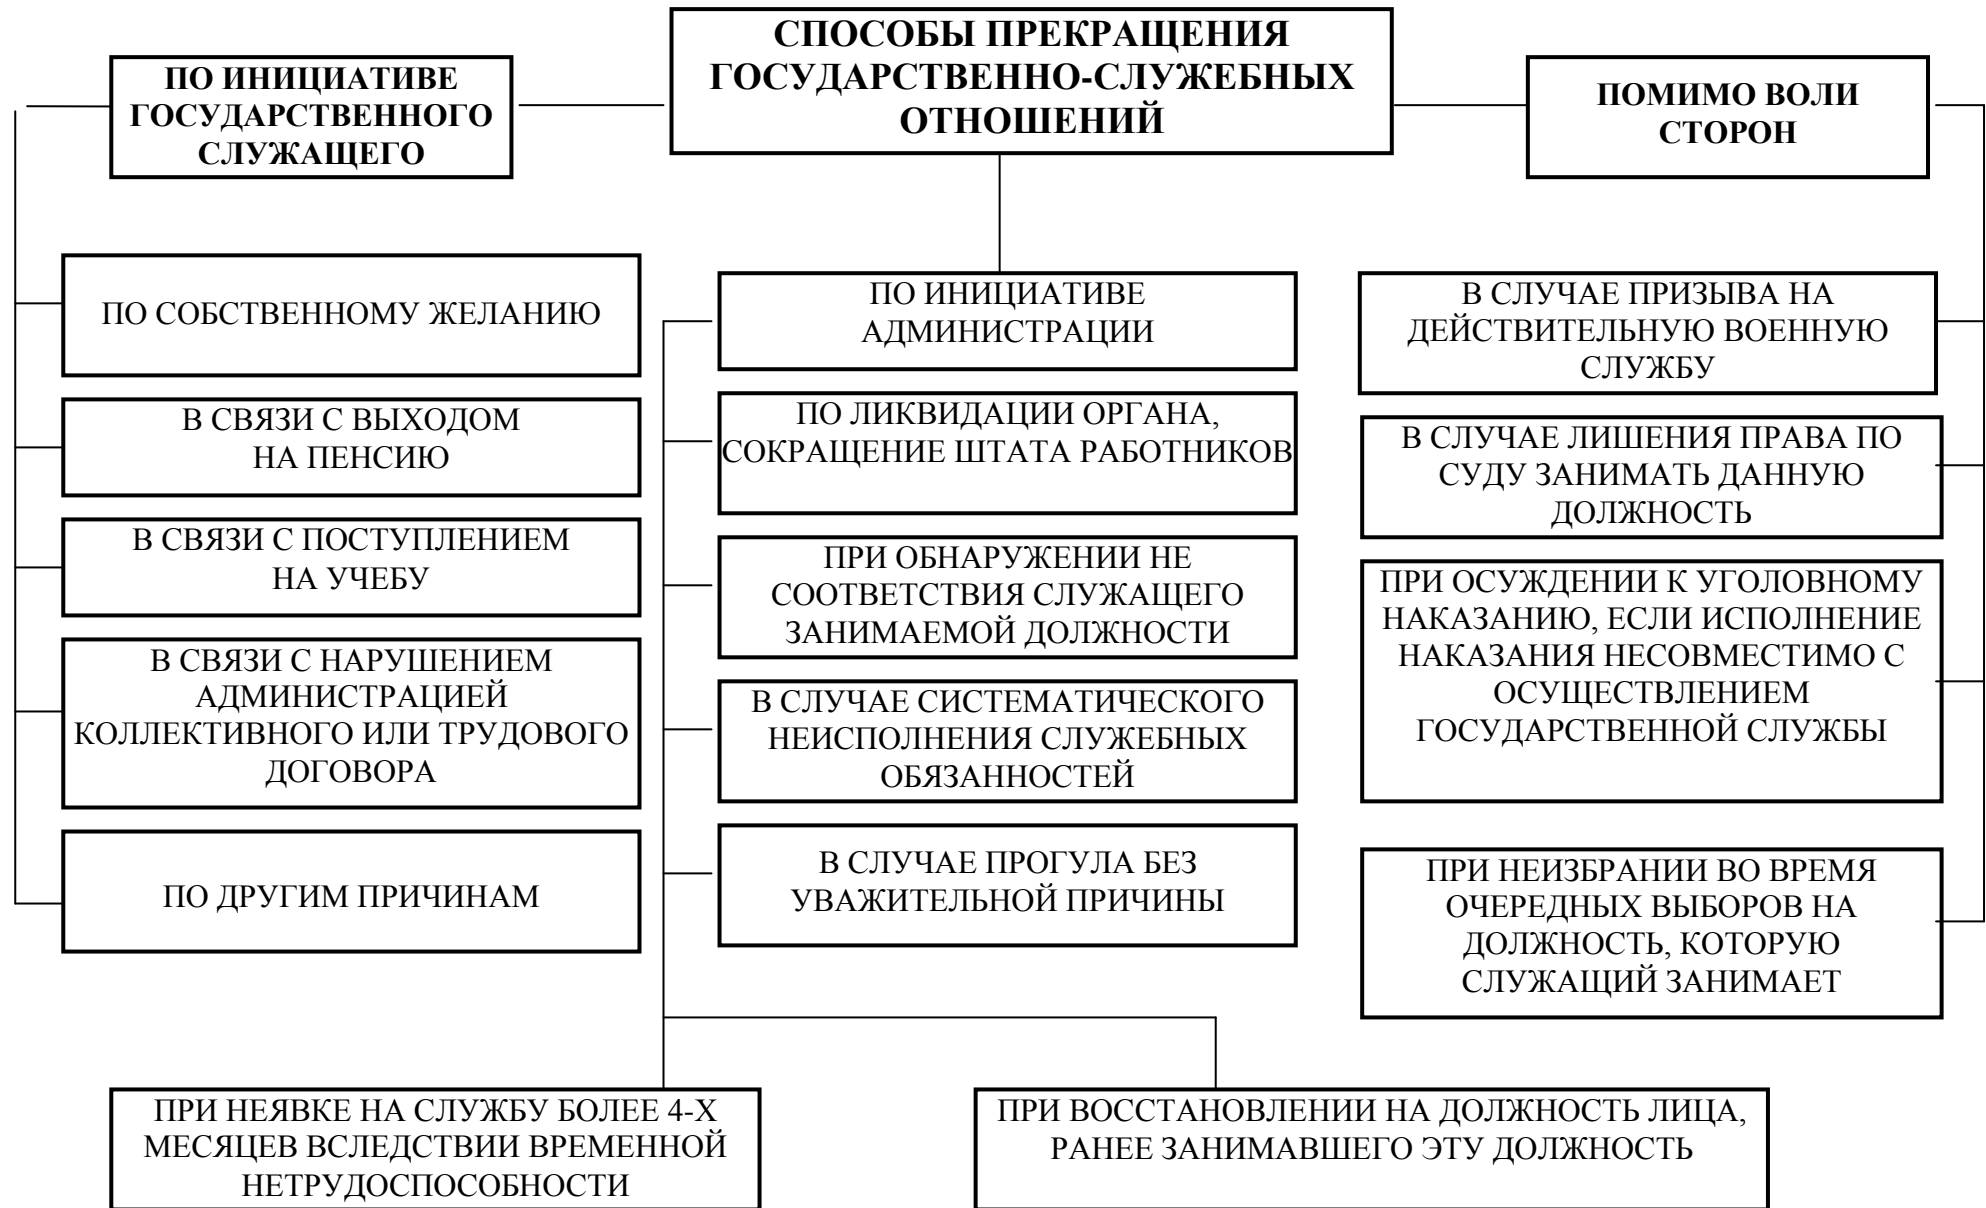 СПОСОБЫ ПРЕКРАЩЕНИЯ
ГОСУДАРСТВЕННО-СЛУЖЕБНЫХ
ОТНОШЕНИЙ
ПО ИНИЦИАТИВЕ
ГОСУДАРСТВЕННОГО
СЛУЖАЩЕГО
ПОМИМО ВОЛИ
СТОРОН
ПО СОБСТВЕННОМУ ЖЕЛАНИЮ
В СВЯЗИ С ВЫХОДОМ
НА ПЕНСИЮ
В СВЯЗИ С ПОСТУПЛЕНИЕМ
НА УЧЕБУ
В СВЯЗИ С НАРУШЕНИЕМ
АДМИНИСТРАЦИЕЙ
КОЛЛЕКТИВНОГО ИЛИ ТРУДОВОГО
ДОГОВОРА
ПО ДРУГИМ ПРИЧИНАМ
ПО ИНИЦИАТИВЕ
АДМИНИСТРАЦИИ
ПО ЛИКВИДАЦИИ ОРГАНА,
СОКРАЩЕНИЕ ШТАТА РАБОТНИКОВ
ПРИ ОБНАРУЖЕНИИ НЕ
СООТВЕТСТВИЯ СЛУЖАЩЕГО
ЗАНИМАЕМОЙ ДОЛЖНОСТИ
В СЛУЧАЕ СИСТЕМАТИЧЕСКОГО
НЕИСПОЛНЕНИЯ СЛУЖЕБНЫХ
ОБЯЗАННОСТЕЙ
В СЛУЧАЕ ПРОГУЛА БЕЗ
УВАЖИТЕЛЬНОЙ ПРИЧИНЫ
В СЛУЧАЕ ПРИЗЫВА НА
ДЕЙСТВИТЕЛЬНУЮ ВОЕННУЮ
СЛУЖБУ
В СЛУЧАЕ ЛИШЕНИЯ ПРАВА ПО
СУДУ ЗАНИМАТЬ ДАННУЮ
ДОЛЖНОСТЬ
ПРИ ОСУЖДЕНИИ К УГОЛОВНОМУ
НАКАЗАНИЮ, ЕСЛИ ИСПОЛНЕНИЕ
НАКАЗАНИЯ НЕСОВМЕСТИМО С
ОСУЩЕСТВЛЕНИЕМ
ГОСУДАРСТВЕННОЙ СЛУЖБЫ
ПРИ НЕИЗБРАНИИ ВО ВРЕМЯ
ОЧЕРЕДНЫХ ВЫБОРОВ НА
ДОЛЖНОСТЬ, КОТОРУЮ
СЛУЖАЩИЙ ЗАНИМАЕТ
ПРИ НЕЯВКЕ НА СЛУЖБУ БОЛЕЕ 4-Х
МЕСЯЦЕВ ВСЛЕДСТВИИ ВРЕМЕННОЙ
НЕТРУДОСПОСОБНОСТИ
ПРИ ВОССТАНОВЛЕНИИ НА ДОЛЖНОСТЬ ЛИЦА,
РАНЕЕ ЗАНИМАВШЕГО ЭТУ ДОЛЖНОСТЬ